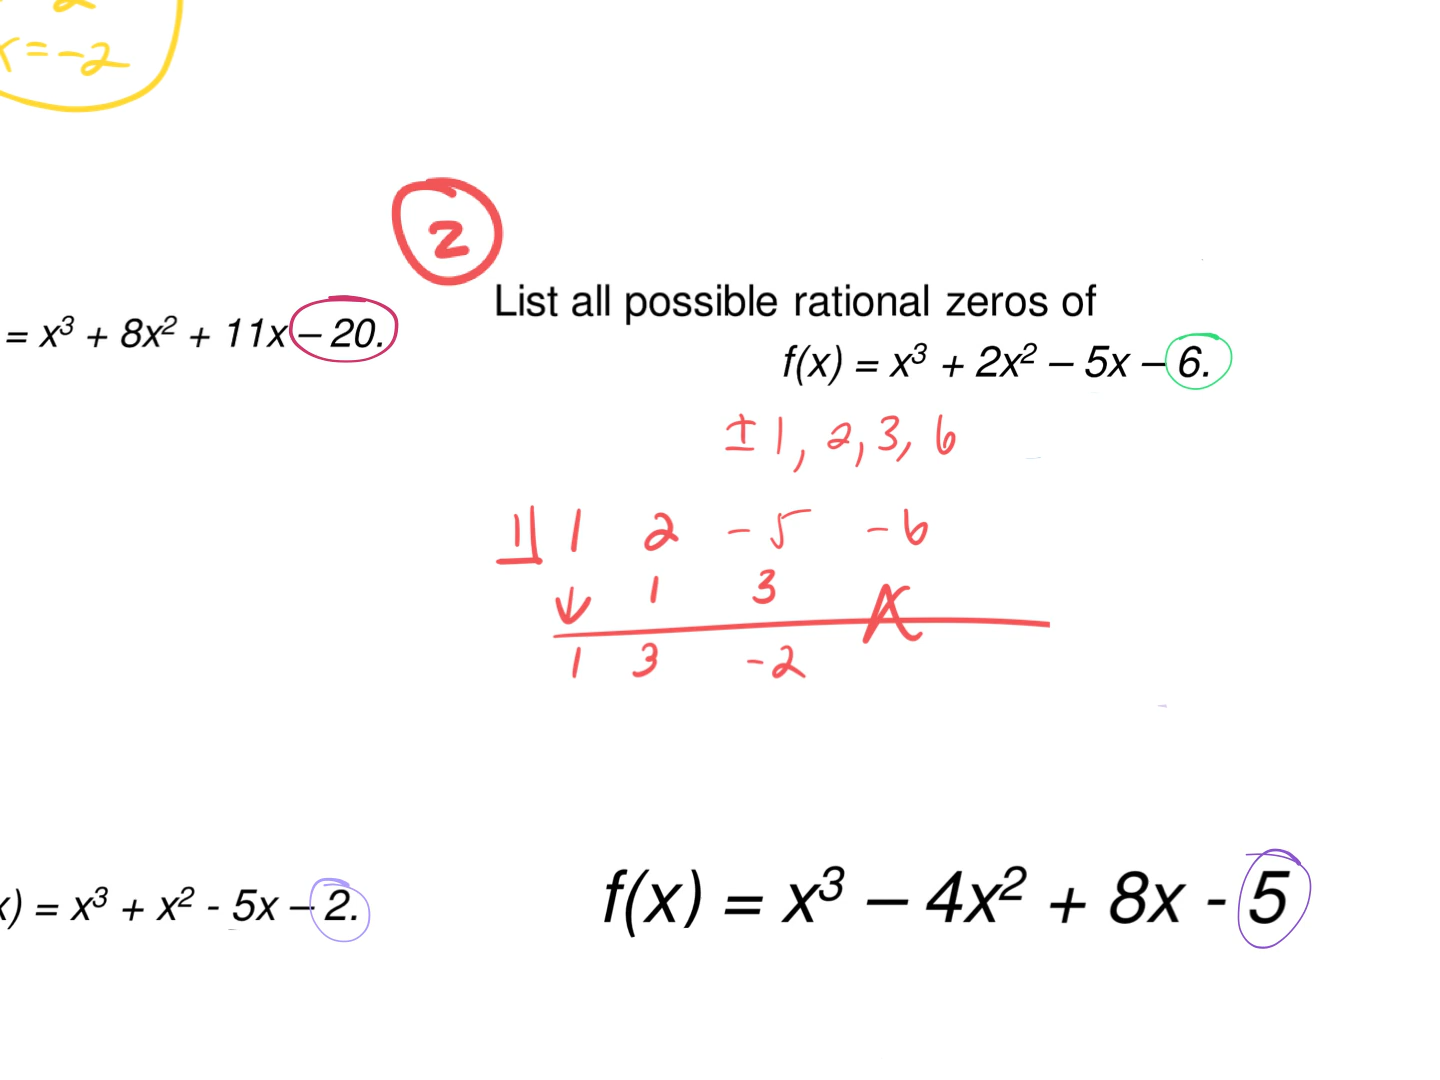 x = -2
2
= x³ + 8x² + 11x – 20.
List all possible rational zeros of
f(x) = x³ + 2x² – 5x – 6.
± 1, 2, 3, 6
1| 1 2 -5 -6
↓ 1 3
1 3 -2
x) = x³ + x² - 5x – 2.
f(x) = x³ – 4x² + 8x - 5